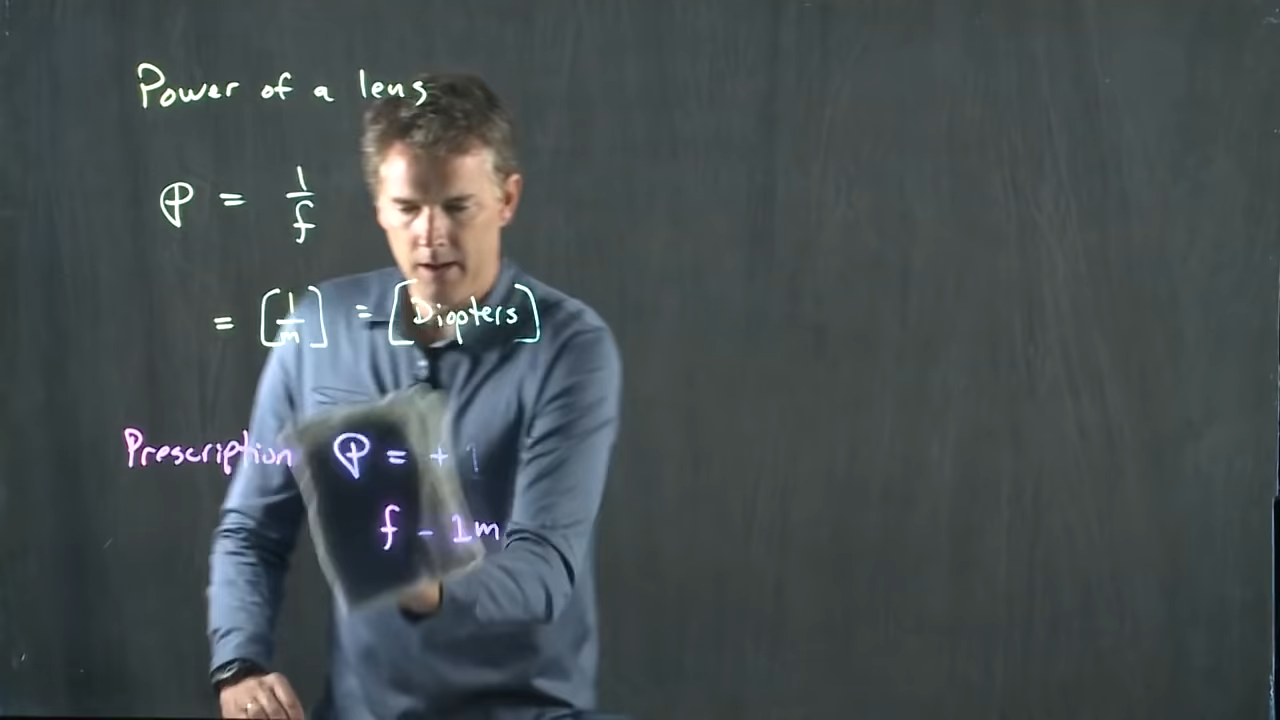 Power of a lens
P = 1/f
= [1/m] = [Diopters]
Prescription P = + 1
f - 1m